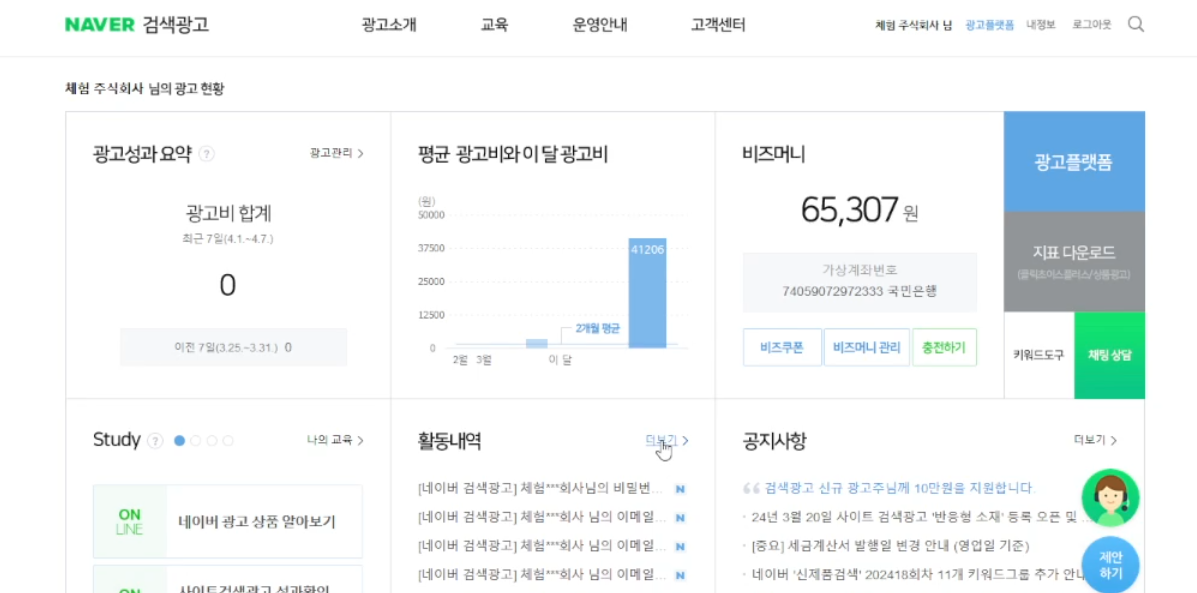 NAVER 검색광고 광고소개 교육 운영안내 고객센터 체험 주식회사 님 광고플랫폼 내정보 로그아웃
체험 주식회사 님의 광고 현황
광고성과 요약 ? 광고관리 >
광고비 합계
최근 7일(4.1.~4.7.)
0
이전 7일(3.25.~3.31.) 0
평균 광고비와 이 달 광고비
(원)
50000
37500
25000
12500
0
41206
2개월 평균
2월 3월 이 달
비즈머니
65,307 원
가상계좌번호
74059072972333 국민은행
비즈쿠폰 비즈머니 관리 충전하기
광고플랫폼
지표 다운로드
(클릭초이스플러스/상품광고)
키워드도구 채팅 상담
Study ? 나의 교육 >
ON
LINE
네이버 광고 상품 알아보기
ON
사이트검색광고 성과확인
활동내역 더보기 >
[네이버 검색광고] 체험***회사님의 비밀번... N
[네이버 검색광고] 체험***회사 님의 이메일... N
[네이버 검색광고] 체험***회사 님의 이메일... N
[네이버 검색광고] 체험***회사 님의 이메일... N
공지사항 더보기 >
검색광고 신규 광고주님께 10만원을 지원합니다.
· 24년 3월 20일 사이트 검색광고 '반응형 소재' 등록 오픈 및 ...
· [중요] 세금계산서 발행일 변경 안내 (영업일 기준)
· 네이버 '신제품검색' 202418회차 11개 키워드그룹 추가
제안
하기